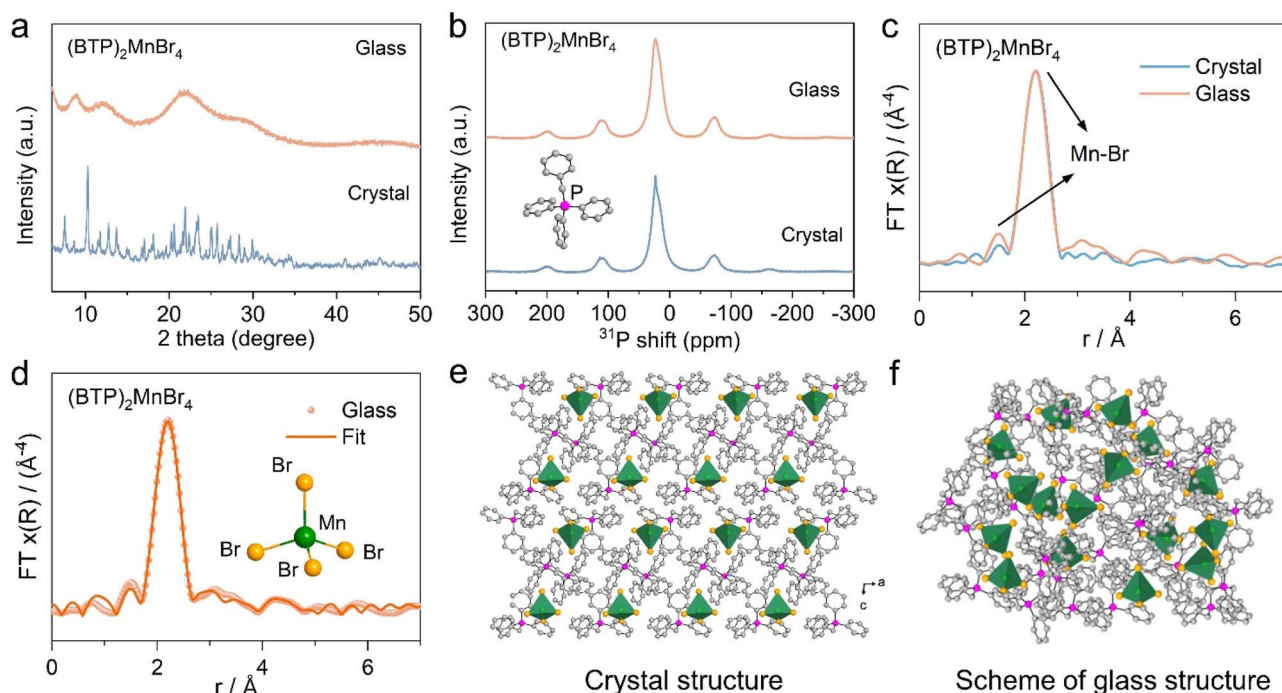 a
(BTP)₂MnBr₄
Glass
Crystal
Intensity (a.u.)
10 20 30 40 50
2 theta (degree)
b
(BTP)₂MnBr₄
Glass
P
Crystal
Intensity (a.u.)
300 200 100 0 -100 -200 -300
³¹P shift (ppm)
c
(BTP)₂MnBr₄
Crystal
Glass
Mn-Br
FT x(R) / (Å⁻⁴)
0 2 4 6
r / Å
d
(BTP)₂MnBr₄
Glass
Fit
Br
Mn
Br
Br
Br
FT x(R) / (Å⁻⁴)
0 2 4 6
r / Å
e
a
c
Crystal structure
f
Scheme of glass structure